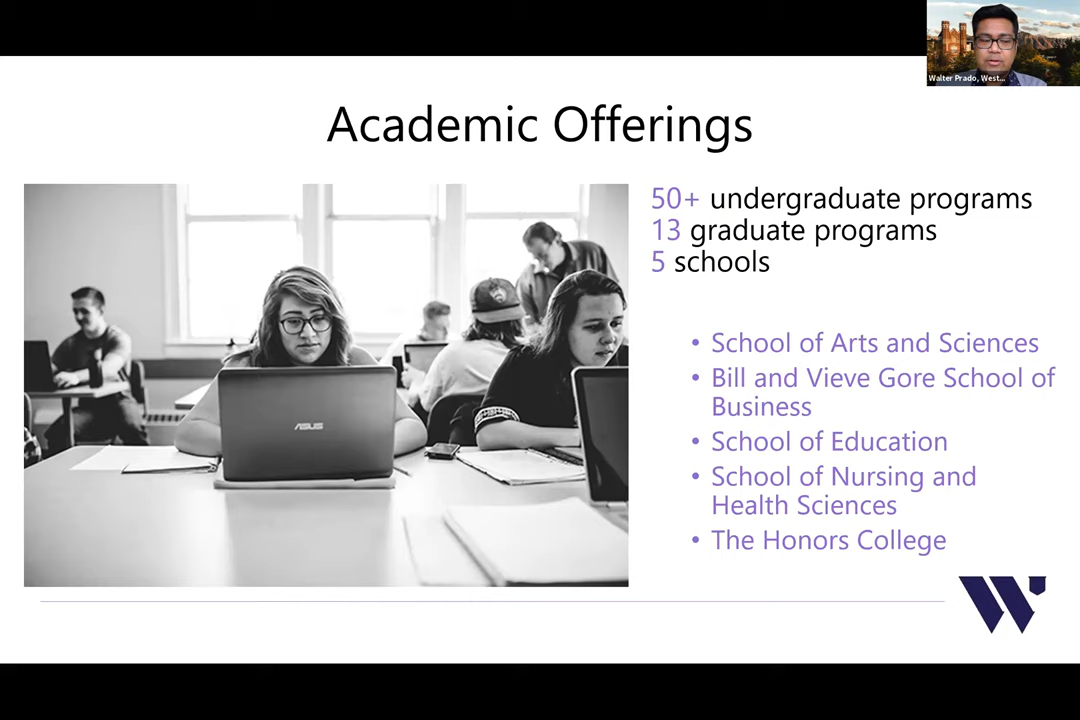 Walter Prado, West...
Academic Offerings
50+ undergraduate programs
13 graduate programs
5 schools
• School of Arts and Sciences
• Bill and Vieve Gore School of
Business
• School of Education
• School of Nursing and
Health Sciences
• The Honors College
ASUS
W